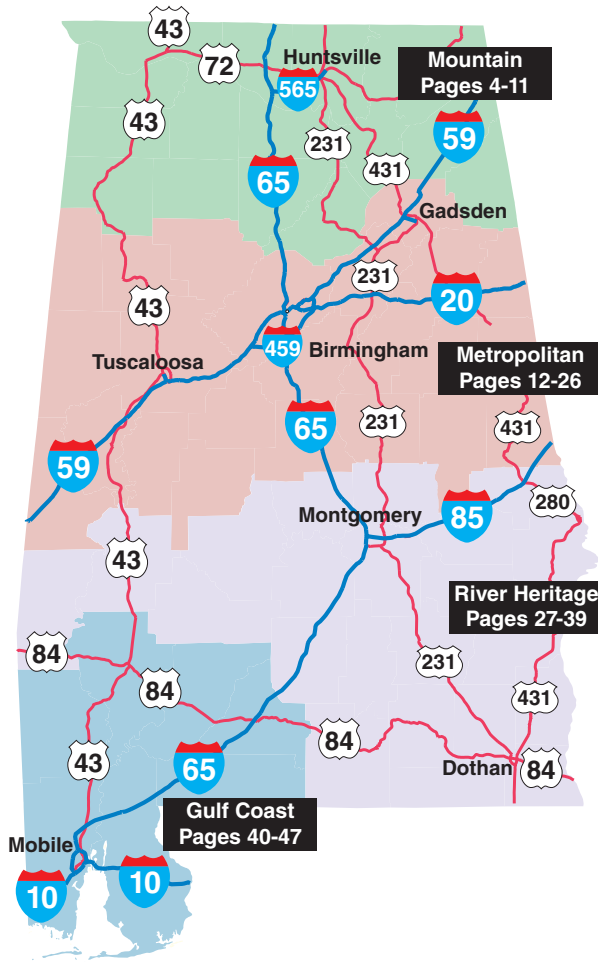 43
72
Huntsville
565
Mountain
Pages 4-11
43
231
59
431
65
Gadsden
231
43
20
459
Birmingham
Tuscaloosa
Metropolitan
Pages 12-26
65
231
431
59
280
Montgomery
85
43
River Heritage
Pages 27-39
84
231
84
431
84
43
65
Dothan
84
Gulf Coast
Pages 40-47
Mobile
10
10